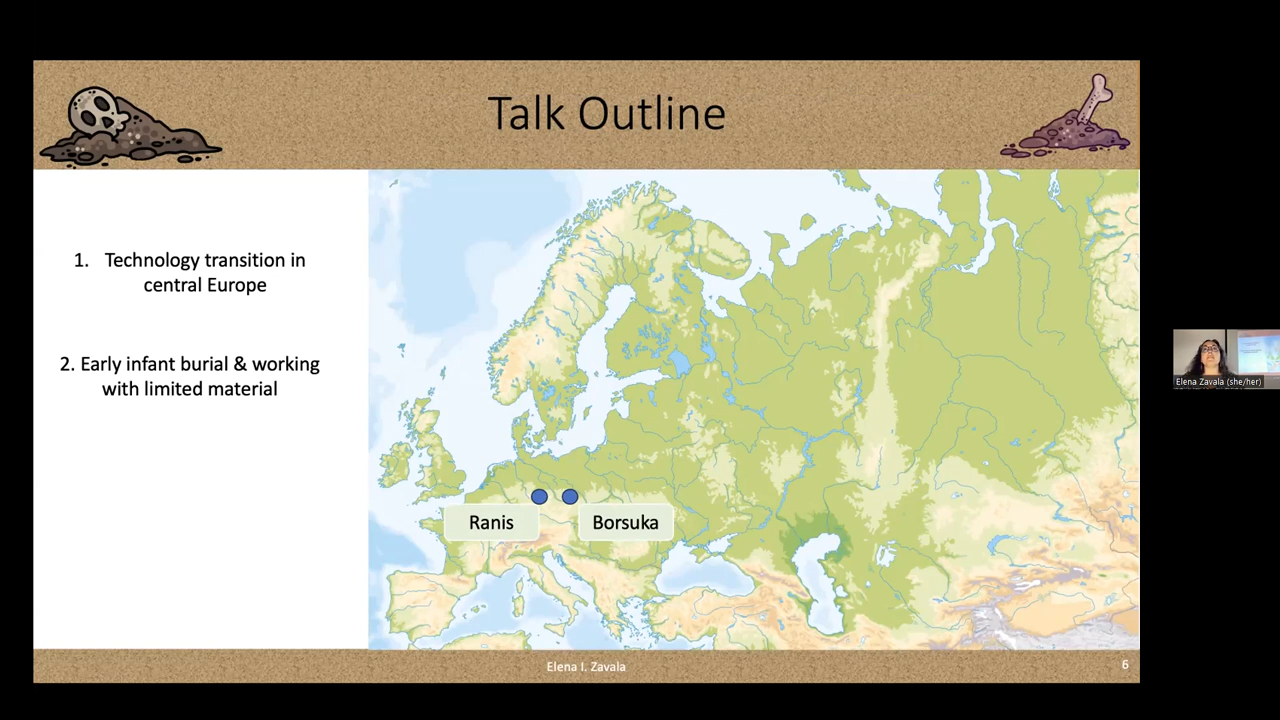 Talk Outline
1. Technology transition in
central Europe
2. Early infant burial & working
with limited material
Ranis
Borsuka
Elena I. Zavala
6
Elena Zavala (she/her)